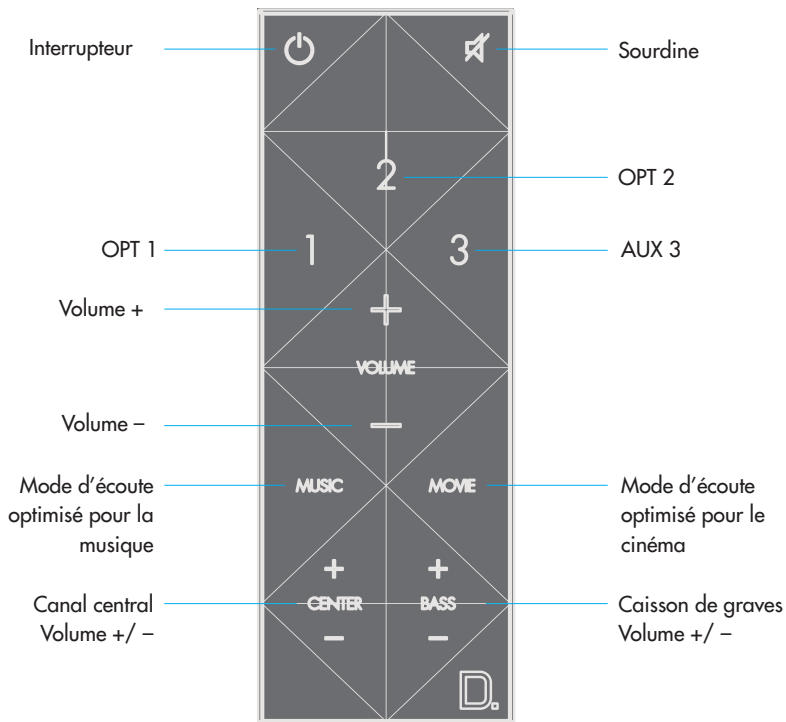 Interrupteur
Sourdine
2
OPT 2
OPT 1
1
3
AUX 3
Volume +
+
VOLUME
Volume –
–
Mode d'écoute
optimisé pour la
musique
MUSIC
MOVIE
Mode d'écoute
optimisé pour le
cinéma
+
+
Canal central
Volume +/ –
CENTER
BASS
Caisson de graves
Volume +/ –
–
–
D.